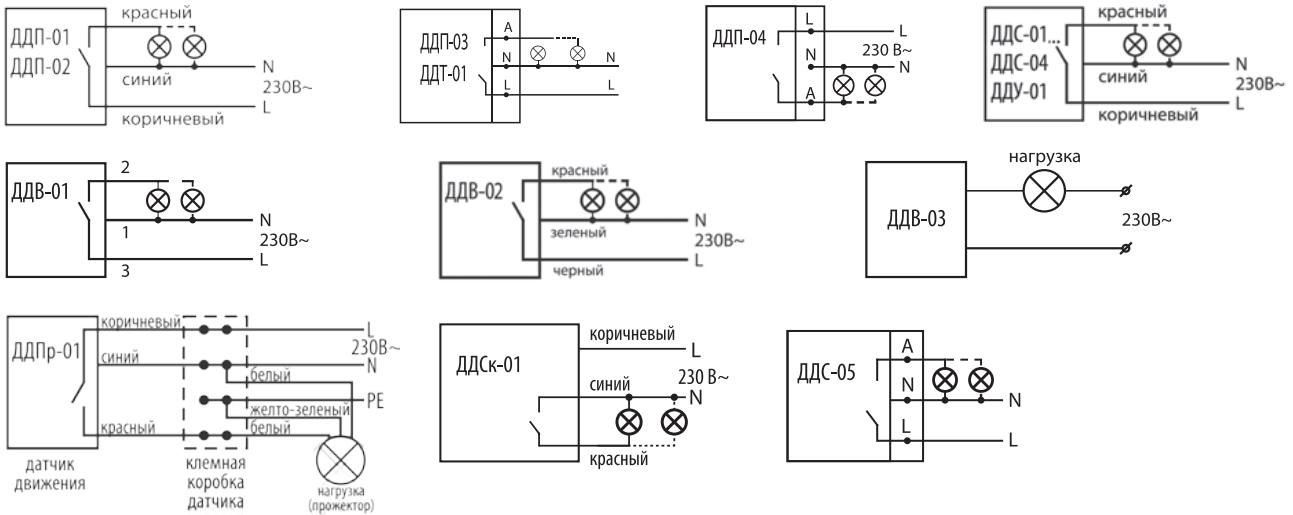 красный
ДДП-01
ДДП-02
синий
N
230В~
L
коричневый
A
ДДП-03
N
N
ДДТ-01
L
L
L
ДДП-04
L
230 В~
N
N
A
красный
ДДС-01...
ДДС-04
синий
N
ДДУ-01
230В~
L
коричневый
2
ДДВ-01
N
1
230В~
L
3
красный
ДДВ-02
N
зеленый
230В~
L
черный
нагрузка
ДДВ-03
230В~
коричневый
L
230В~
ДДПр-01
синий
N
белый
PE
желто-зеленый
красный
белый
датчик
движения
клемная
коробка
датчика
нагрузка
(прожектор)
коричневый
L
ДДСк-01
230 В~
синий
N
красный
A
ДДС-05
N
N
L
L